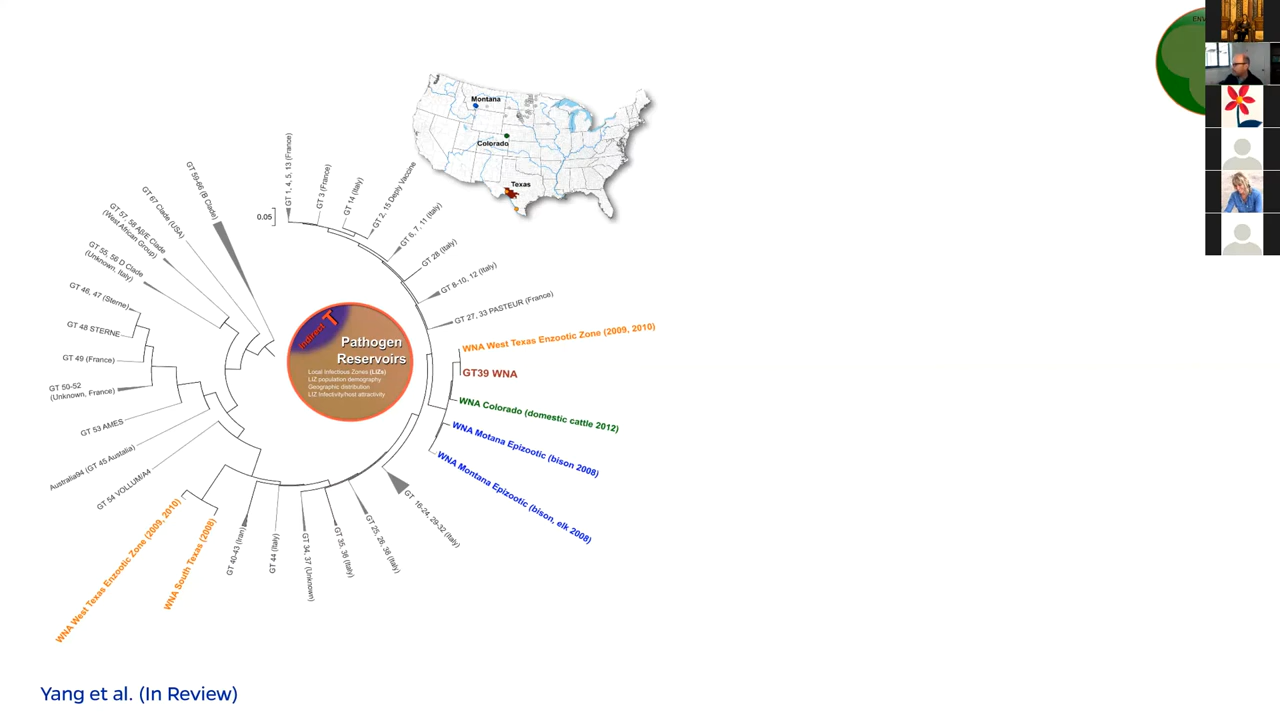 ENV
Montana
Colorado
Texas
0.05
GT 1, 4, 5, 13 (France)
GT 3 (France)
GT 14 (Italy)
GT 2, 15 Deply Vaccine
GT 6, 7, 11 (Italy)
GT 28 (Italy)
GT 8-10, 12 (Italy)
GT 27, 33 PASTEUR (France)
WNA West Texas Enzootic Zone (2009, 2010)
GT39 WNA
WNA Colorado (domestic cattle 2012)
WNA Motana Epizootic (bison 2008)
WNA Montana Epizootic (bison, elk 2008)
GT 16-24, 29-32 (Italy)
GT 25, 26, 38 (Italy)
GT 35, 36 (Italy)
GT 34, 37 (Unknown)
GT 44 (Italy)
GT 40-43 (Iran)
WNA South Texas (2008)
WNA West Texas Enzootic Zone (2009, 2010)
GT 54 VOLLUM/A4
Australia94 (GT 45 Austalia)
GT 53 AMES
GT 50-52
(Unknown, France)
GT 49 (France)
GT 48 STERNE
GT 46, 47 (Sterne)
GT 55, 56 D Clade
(Unknown, Italy)
GT 57, 58 Aβ/E Clade
(West African Group)
GT 67 Clade (USA)
GT 59-66 (B Clade)
Indirect T
Pathogen
Reservoirs
Local Infectious Zones (LIZs)
LIZ population demography
Geographic distribution
LIZ Infectivity/host attractivity
Yang et al. (In Review)